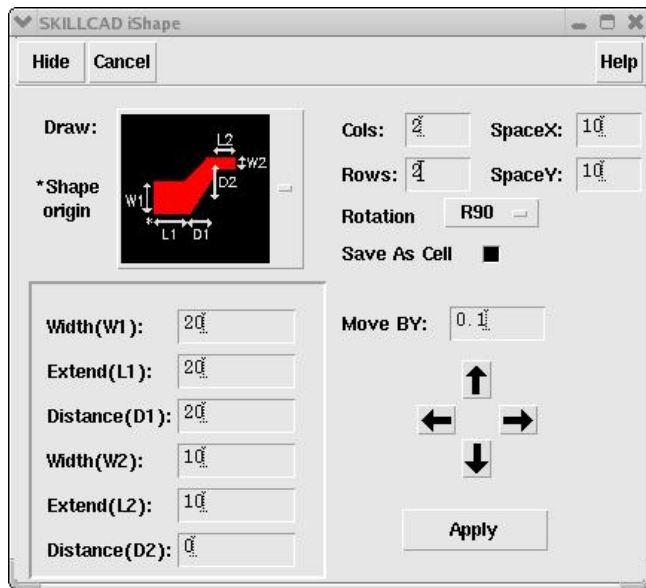 SKILLCAD iShape
Hide Cancel Help
Draw:
*Shape origin
L2
W2
D2
W1
*
L1 D1
Cols: 2 SpaceX: 10
Rows: 2 SpaceY: 10
Rotation R90
Save As Cell
Width(W1): 20
Extend(L1): 20
Distance(D1): 20
Width(W2): 10
Extend(L2): 10
Distance(D2): 0
Move BY: 0.1
Apply